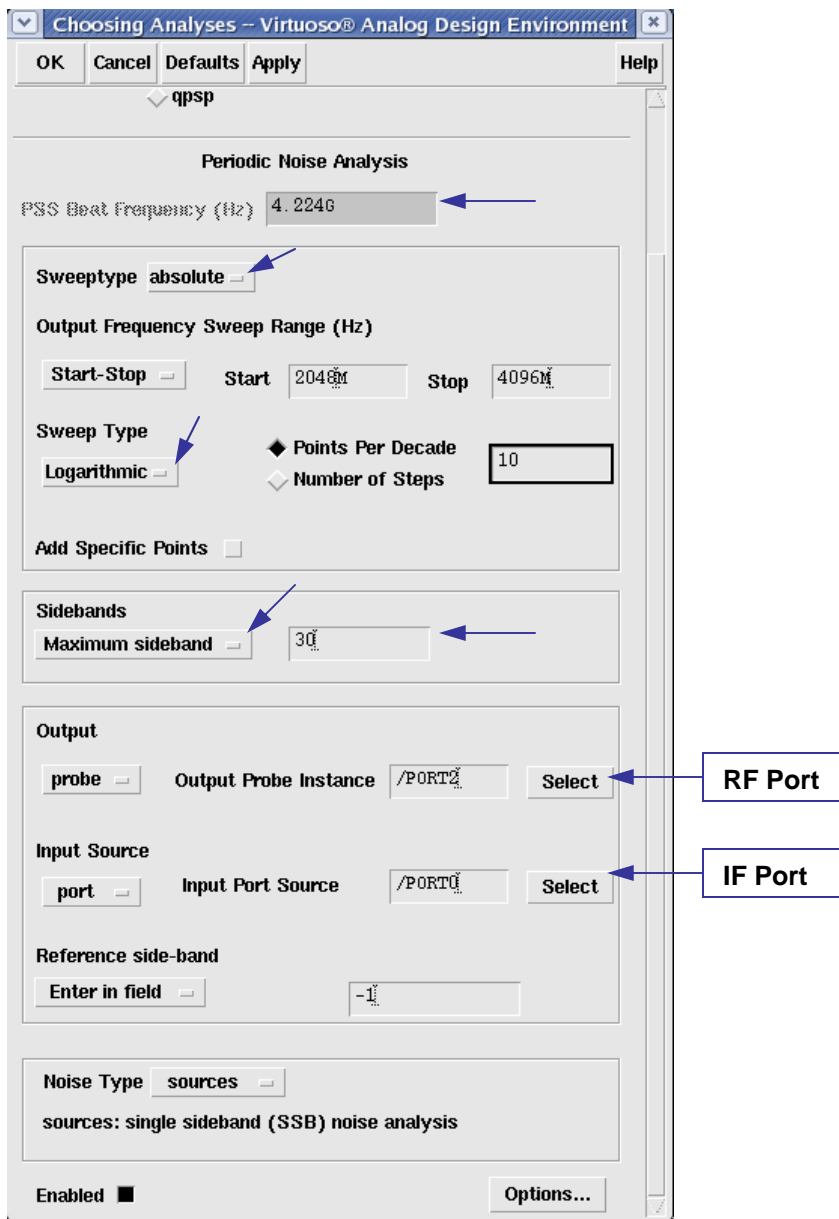 Choosing Analyses -- Virtuoso® Analog Design Environment
OK Cancel Defaults Apply Help
qpsp
Periodic Noise Analysis
PSS Beat Frequency (Hz) 4.224G
Sweeptype absolute
Output Frequency Sweep Range (Hz)
Start-Stop Start 2048M Stop 4096M
Sweep Type
Logarithmic
Points Per Decade
Number of Steps
10
Add Specific Points
Sidebands
Maximum sideband 30
Output
probe Output Probe Instance /PORT2 Select
RF Port
Input Source
port Input Port Source /PORT0 Select
IF Port
Reference side-band
Enter in field -1
Noise Type sources
sources: single sideband (SSB) noise analysis
Enabled Options...